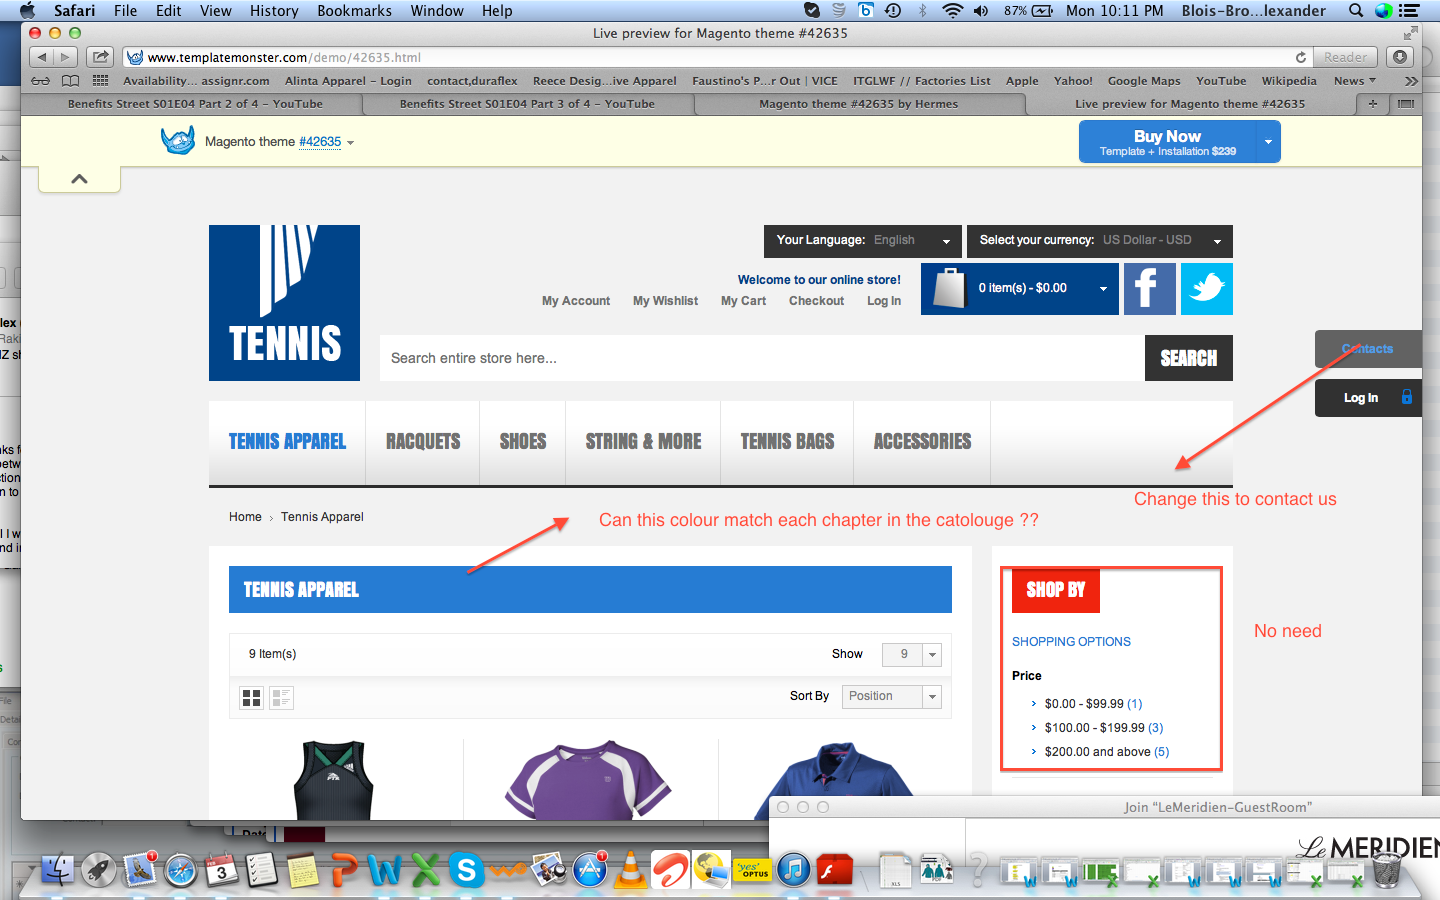 Safari File Edit View History Bookmarks Window Help
87% Mon 10:11 PM Blois-Bro...lexander
Live preview for Magento theme #42635
www.templatemonster.com/demo/42635.html
Reader
Availability... assignr.com Alinta Apparel - Login contact,duraflex Reece Desig...ive Apparel Faustino's P...r Out | VICE ITGLWF // Factories List Apple Yahoo! Google Maps YouTube Wikipedia News
Benefits Street S01E04 Part 2 of 4 - YouTube
Benefits Street S01E04 Part 3 of 4 - YouTube
Magento theme #42635 by Hermes
Live preview for Magento theme #42635
Magento theme #42635
Buy Now
Template + Installation $239
Your Language: English
Select your currency: US Dollar - USD
Welcome to our online store!
0 item(s) - $0.00
My Account My Wishlist My Cart Checkout Log In
TENNIS
Search entire store here...
SEARCH
Contacts
Log In
TENNIS APPAREL
RACQUETS
SHOES
STRING & MORE
TENNIS BAGS
ACCESSORIES
Change this to contact us
Home › Tennis Apparel
Can this colour match each chapter in the catolouge ??
TENNIS APPAREL
SHOP BY
No need
SHOPPING OPTIONS
9 Item(s)
Show 9
Price
Sort By Position
$0.00 - $99.99 (1)
$100.00 - $199.99 (3)
$200.00 and above (5)
Join “LeMeridien-GuestRoom”
Le MERIDIEN
FEB
3
1
1
'yes'
OPTUS
XLS